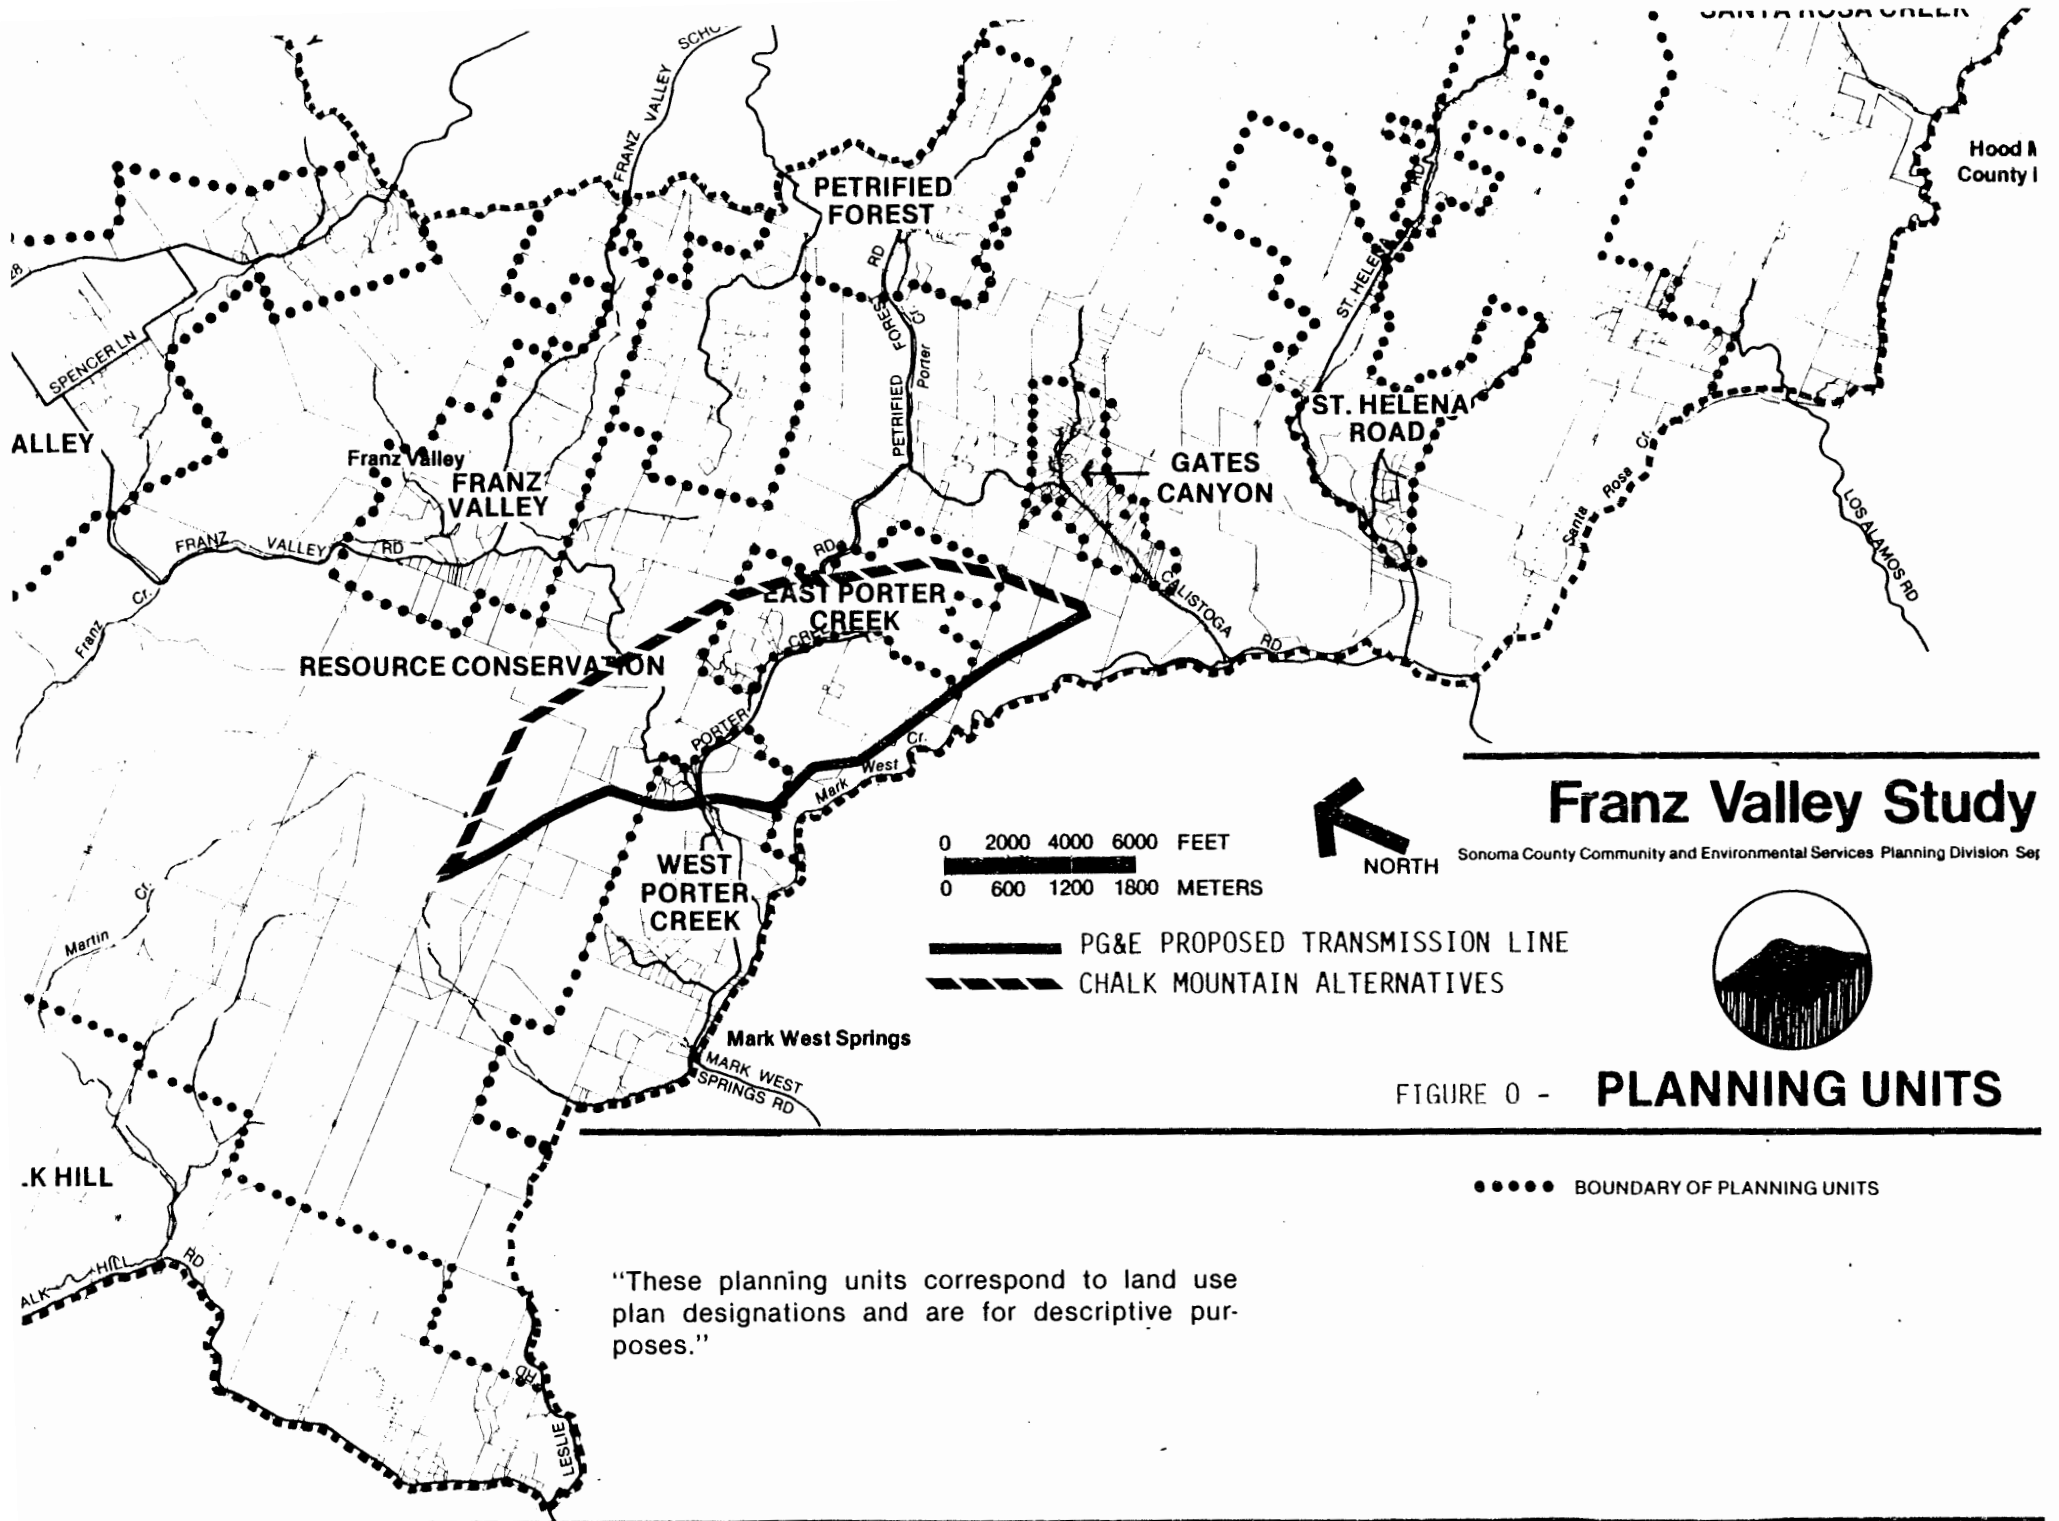 SANTA ROSA CREEK
Hood
County
FRANZ VALLEY
PETRIFIED
FOREST
RD
PETRIFIED FORES
Porter Cr.
ST. HELENA
RD
SPENCER LN
ALLEY
Franz Valley
FRANZ
VALLEY
FRANZ VALLEY RD
Franz Cr.
GATES
CANYON
ST. HELENA
ROAD
Santa Rosa Cr.
LOS ALAMOS RD
CALISTOGA RD
RD
EAST PORTER
CREEK
RESOURCE CONSERVATION
PORTER
Mark West Cr.
WEST
PORTER
CREEK
Martin Cr.
Mark West Springs
MARK WEST
SPRINGS RD
.K HILL
ALK HILL RD
LESLIE RD
Franz Valley Study
Sonoma County Community and Environmental Services Planning Division
NORTH
0 2000 4000 6000 FEET
0 600 1200 1800 METERS
PG&E PROPOSED TRANSMISSION LINE
CHALK MOUNTAIN ALTERNATIVES
FIGURE 0 - PLANNING UNITS
BOUNDARY OF PLANNING UNITS
“These planning units correspond to land use
plan designations and are for descriptive pur-
poses.”